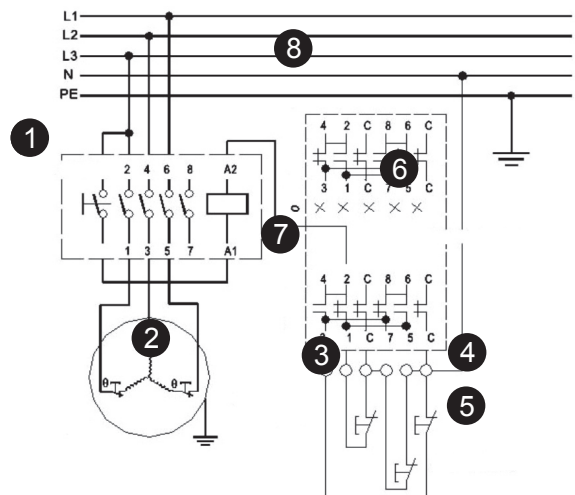 L1
L2
L3
N
PE
8
1
4 2 C 8 6 C
6
3 1 C 7 5 C
2 4 6 8 A2
0
7
1 3 5 7 A1
4 2 C 8 6 C
1 C 7 5 C
2
3
4
θ θ
5